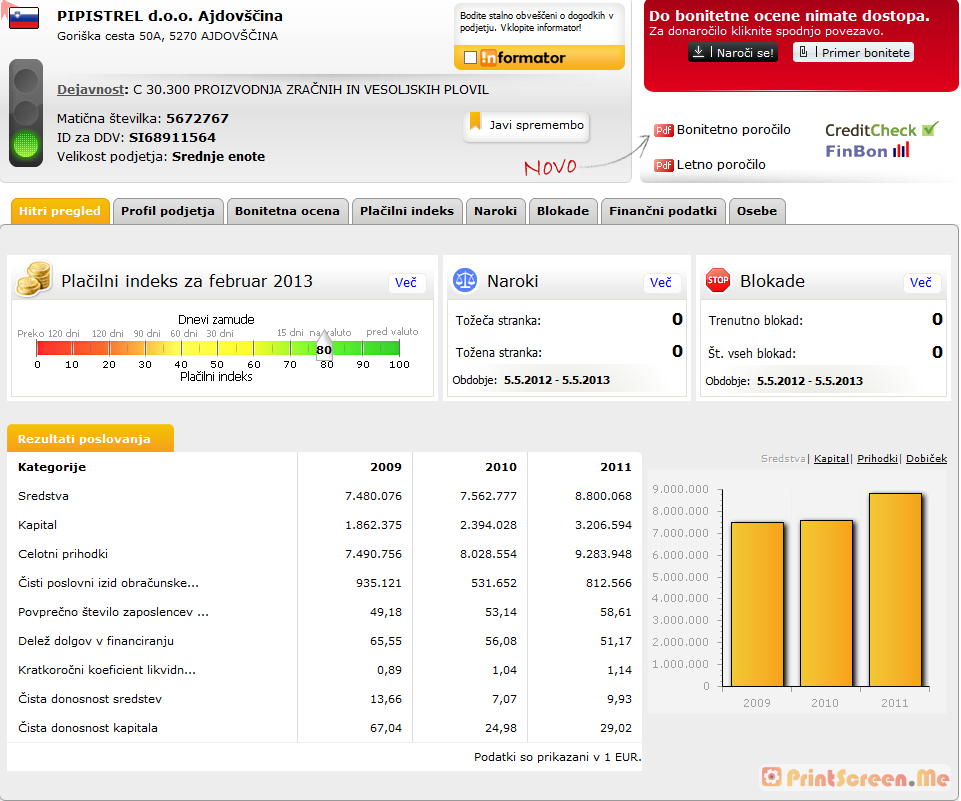 PIPISTREL d.o.o. Ajdovščina
Goriška cesta 50A, 5270 AJDOVŠČINA
Dejavnost: C 30.300 PROIZVODNJA ZRAČNIH IN VESOLJSKIH PLOVIL
Matična številka: 5672767
ID za DDV: SI68911564
Velikost podjetja: Srednje enote
Bodite stalno obveščeni o dogodkih v
podjetju. Vklopite informator!
informator
Javi spremembo
NOVO
Do bonitetne ocene nimate dostopa.
Za donaročilo kliknite spodnjo povezavo.
Naroči se!
Primer bonitete
Pdf Bonitetno poročilo
Pdf Letno poročilo
CreditCheck
FinBon
Hitri pregled
Profil podjetja
Bonitetna ocena
Plačilni indeks
Naroki
Blokade
Finančni podatki
Osebe
Plačilni indeks za februar 2013
Več
Dnevi zamude
Preko 120 dni 120 dni 90 dni 60 dni 30 dni 15 dni na valuto pred valuto
80
0 10 20 30 40 50 60 70 80 90 100
Plačilni indeks
Naroki
Več
Tožeča stranka: 0
Tožena stranka: 0
Obdobje: 5.5.2012 - 5.5.2013
STOP
Blokade
Več
Trenutno blokad: 0
Št. vseh blokad: 0
Obdobje: 5.5.2012 - 5.5.2013
Rezultati poslovanja
Kategorije 2009 2010 2011
Sredstva 7.480.076 7.562.777 8.800.068
Kapital 1.862.375 2.394.028 3.206.594
Celotni prihodki 7.490.756 8.028.554 9.283.948
Čisti poslovni izid obračunske... 935.121 531.652 812.566
Povprečno število zaposlencev ... 49,18 53,14 58,61
Delež dolgov v financiranju 65,55 56,08 51,17
Kratkoročni koeficient likvidn... 0,89 1,04 1,14
Čista donosnost sredstev 13,66 7,07 9,93
Čista donosnost kapitala 67,04 24,98 29,02
Podatki so prikazani v 1 EUR.
Sredstva| Kapital| Prihodki| Dobiček
9.000.000
8.000.000
7.000.000
6.000.000
5.000.000
4.000.000
3.000.000
2.000.000
1.000.000
0
2009 2010 2011
PrintScreen.Me